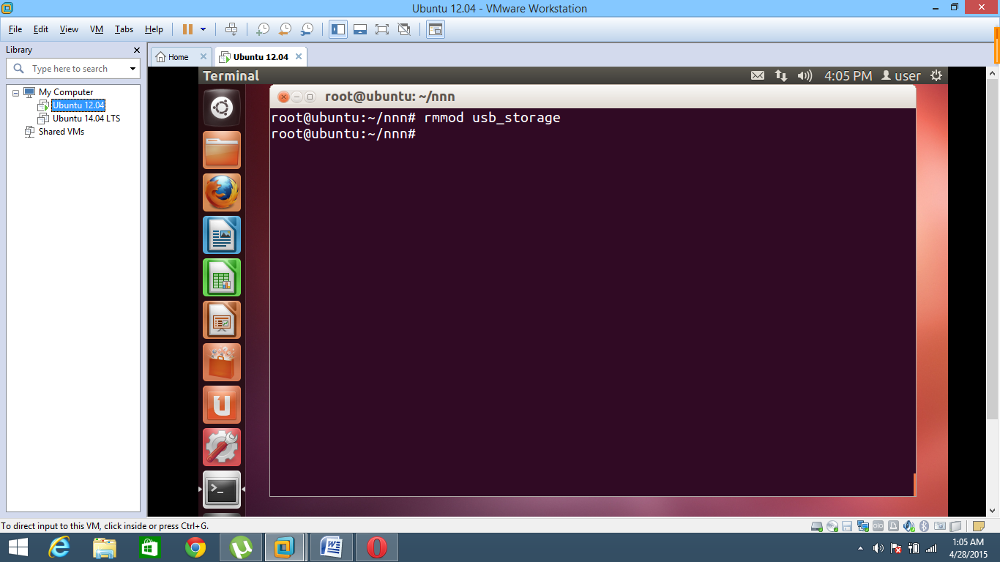 Ubuntu 12.04 - VMware Workstation
File Edit View VM Tabs Help
Library
Home
Ubuntu 12.04
Type here to search
My Computer
Ubuntu 12.04
Ubuntu 14.04 LTS
Shared VMs
Terminal
4:05 PM
user
root@ubuntu: ~/nnn
root@ubuntu:~/nnn# rmmod usb_storage
root@ubuntu:~/nnn#
To direct input to this VM, click inside or press Ctrl+G.
1:05 AM
4/28/2015